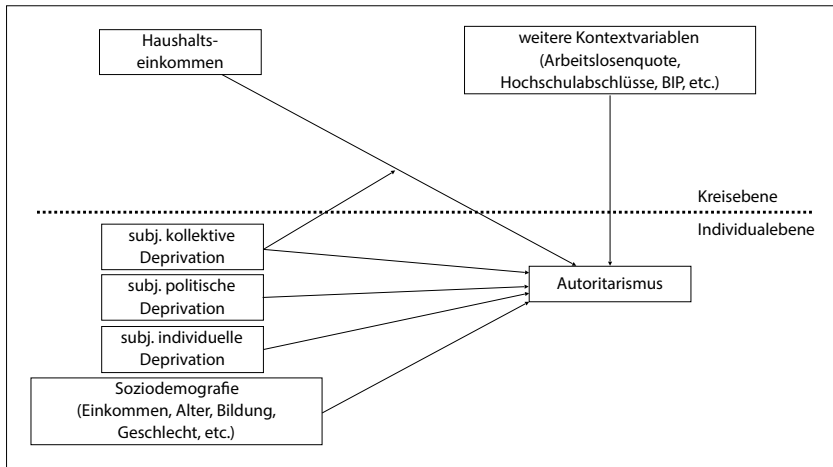 Haushalts-
einkommen
weitere Kontextvariablen
(Arbeitslosenquote,
Hochschulabschlüsse, BIP, etc.)
Kreisebene
Individualebene
subj. kollektive
Deprivation
subj. politische
Deprivation
Autoritarismus
subj. individuelle
Deprivation
Soziodemografie
(Einkommen, Alter, Bildung,
Geschlecht, etc.)